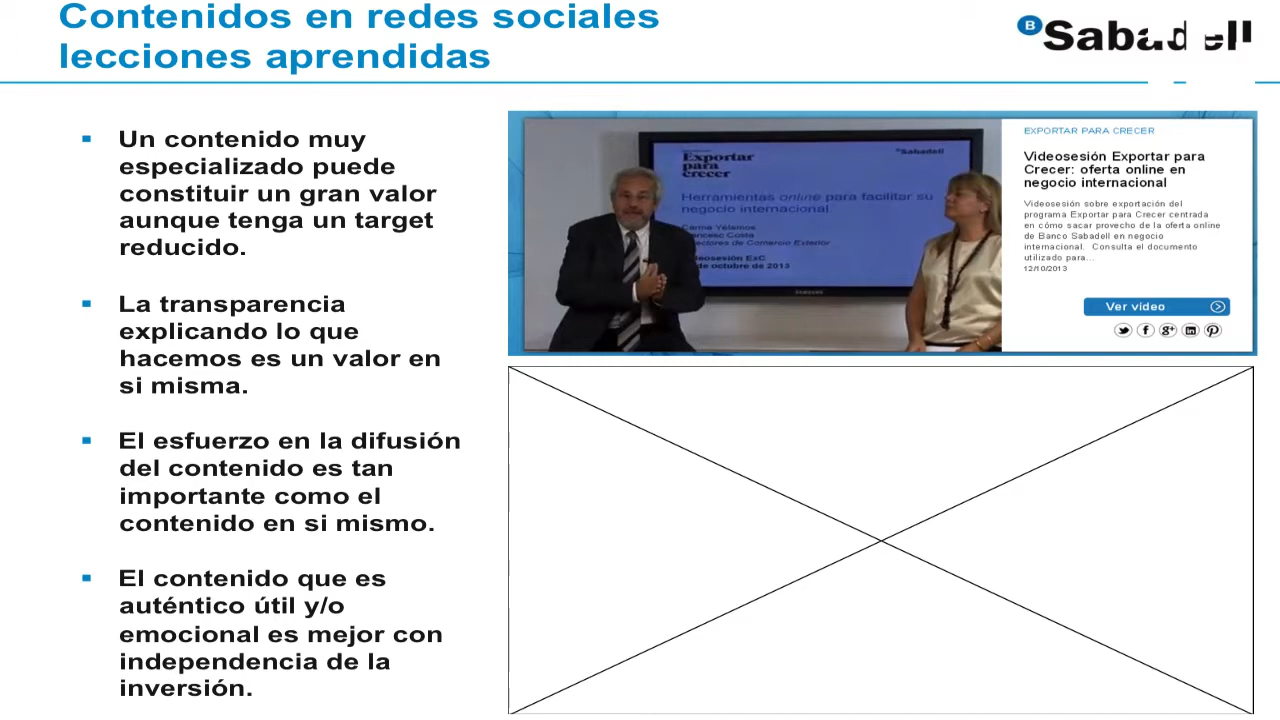 Contenidos en redes sociales
lecciones aprendidas
B Sabadell
Un contenido muy
especializado puede
constituir un gran valor
aunque tenga un target
reducido.
La transparencia
explicando lo que
hacemos es un valor en
si misma.
El esfuerzo en la difusión
del contenido es tan
importante como el
contenido en si mismo.
El contenido que es
auténtico útil y/o
emocional es mejor con
independencia de la
inversión.
Exportar
para
crecer
Sabadell
Herramientas online para facilitar su
negocio internacional
Carme Yélamos
Francesc Costa
Directores de Comercio Exterior
Videosesión ExC
de octubre de 2013
SAMSUNG
EXPORTAR PARA CRECER
Videosesión Exportar para
Crecer: oferta online en
negocio internacional
Videosesión sobre exportación del
programa Exportar para Crecer centrada
en cómo sacar provecho de la oferta online
de Banco Sabadell en negocio
internacional. Consulta el documento
utilizado para...
12/10/2013
Ver vídeo